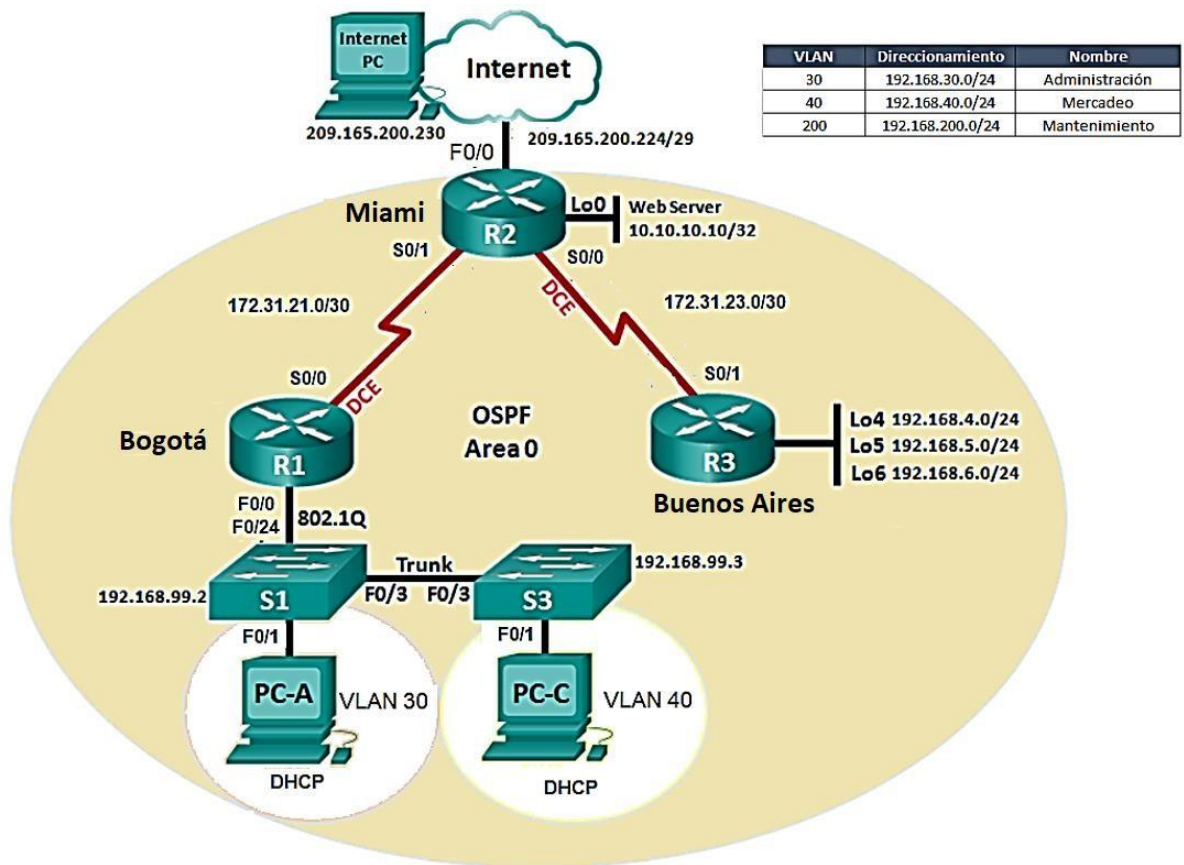 Internet
PC
Internet
209.165.200.230
209.165.200.224/29
F0/0
VLAN Direccionamiento Nombre
30 192.168.30.0/24 Administración
40 192.168.40.0/24 Mercadeo
200 192.168.200.0/24 Mantenimiento
Miami
R2
Lo0
Web Server
10.10.10.10/32
S0/1
S0/0
DCE
172.31.21.0/30
172.31.23.0/30
S0/0
DCE
S0/1
OSPF
Area 0
Bogotá
R1
R3
Buenos Aires
Lo4 192.168.4.0/24
Lo5 192.168.5.0/24
Lo6 192.168.6.0/24
F0/0
F0/24
802.1Q
Trunk
192.168.99.3
192.168.99.2
S1
F0/3
F0/3
S3
F0/1
F0/1
PC-A
VLAN 30
PC-C
VLAN 40
DHCP
DHCP